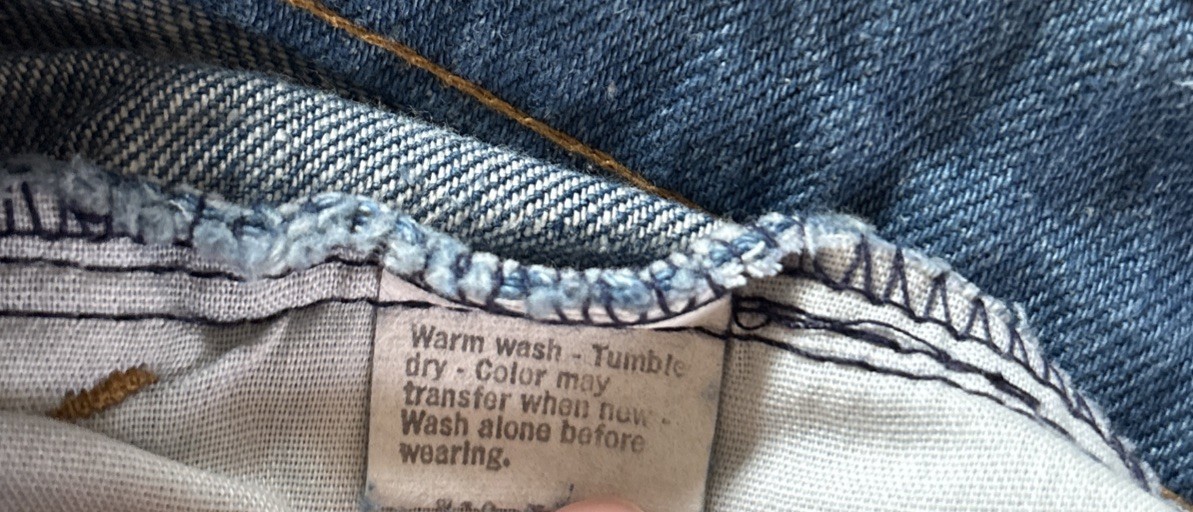 Warm wash - Tumble
dry - Color may
transfer when new -
Wash alone before
wearing.